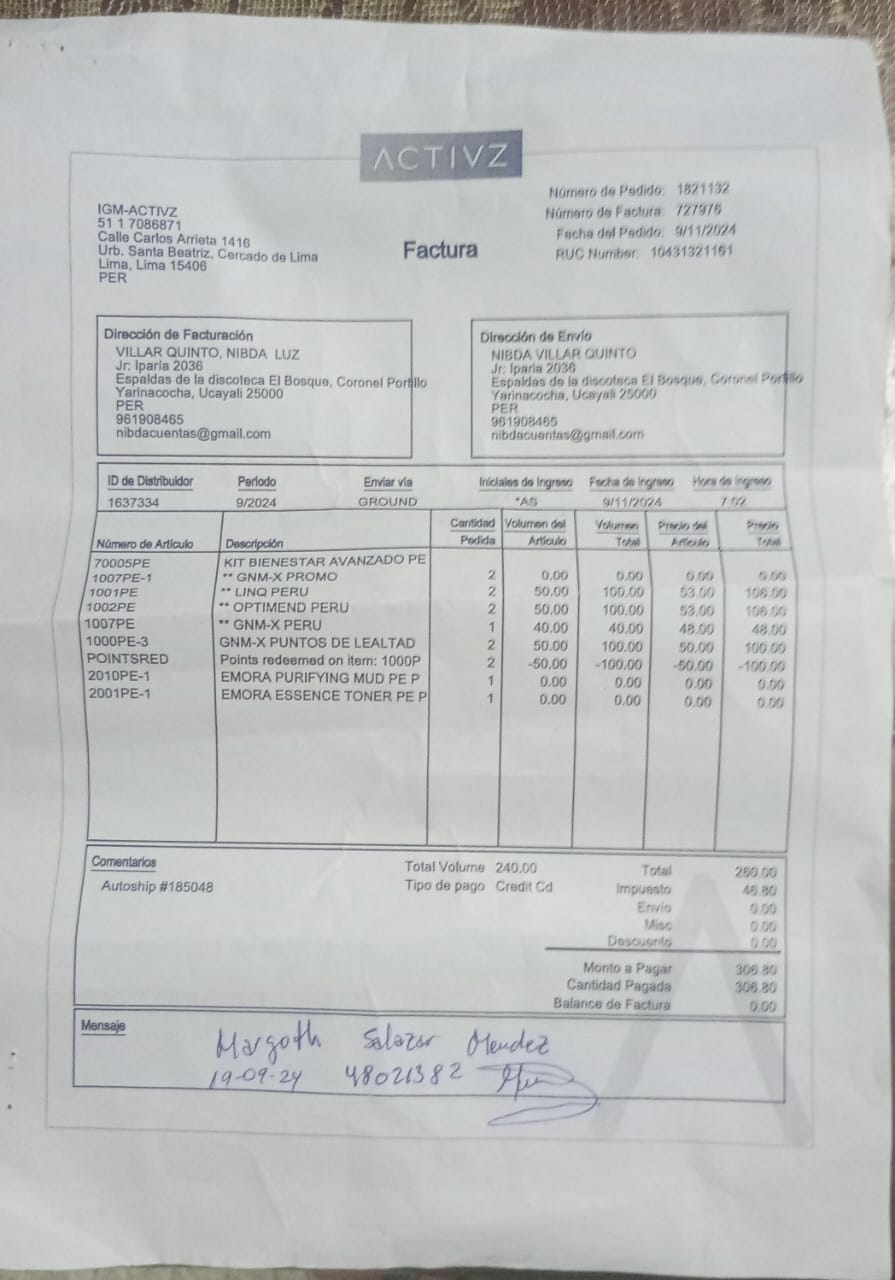 ACTIVZ
IGM-ACTIVZ
51 1 7086871
Calle Carlos Arrieta 1416
Urb. Santa Beatriz, Cercado de Lima
Lima, Lima 15406
PER
Factura
Número de Pedido: 1821132
Número de Factura: 727976
Fecha del Pedido: 9/11/2024
RUC Number: 10431321161
Dirección de Facturación
VILLAR QUINTO, NIBDA LUZ
Jr: Iparia 2036
Espaldas de la discoteca El Bosque, Coronel Portillo
Yarinacocha, Ucayali 25000
PER
961908465
nibdacuentas@gmail.com
Dirección de Envío
NIBDA VILLAR QUINTO
Jr: Iparia 2036
Espaldas de la discoteca El Bosque, Coronel Portillo
Yarinacocha, Ucayali 25000
PER
961908465
nibdacuentas@gmail.com
ID de Distribuidor Periodo Enviar vía Iniciales de Ingreso Fecha de Ingreso Hora de Ingreso
1637334 9/2024 GROUND *AS 9/11/2024 7:02
Número de Articulo Descripción Cantidad Pedida Volumen del Artículo Volumen Total Precio del Artículo Precio Total
70005PE KIT BIENESTAR AVANZADO PE
1007PE-1 ** GNM-X PROMO 2 0.00 0.00 0.00 0.00
1001PE ** LINQ PERU 2 50.00 100.00 53.00 106.00
1002PE ** OPTIMEND PERU 2 50.00 100.00 53.00 106.00
1007PE ** GNM-X PERU 1 40.00 40.00 48.00 48.00
1000PE-3 GNM-X PUNTOS DE LEALTAD 2 50.00 100.00 50.00 100.00
POINTSRED Points redeemed on item: 1000P 2 -50.00 -100.00 -50.00 -100.00
2010PE-1 EMORA PURIFYING MUD PE P 1 0.00 0.00 0.00 0.00
2001PE-1 EMORA ESSENCE TONER PE P 1 0.00 0.00 0.00 0.00
Comentarios
Autoship #185048
Total Volume 240.00
Tipo de pago Credit Cd
Total 260.00
Impuesto 46.80
Envío 0.00
Misc 0.00
Descuento 0.00
Monto a Pagar 306.80
Cantidad Pagada 306.80
Balance de Factura 0.00
Mensaje
Margoth Salazar Mendez
19-09-24 48021382